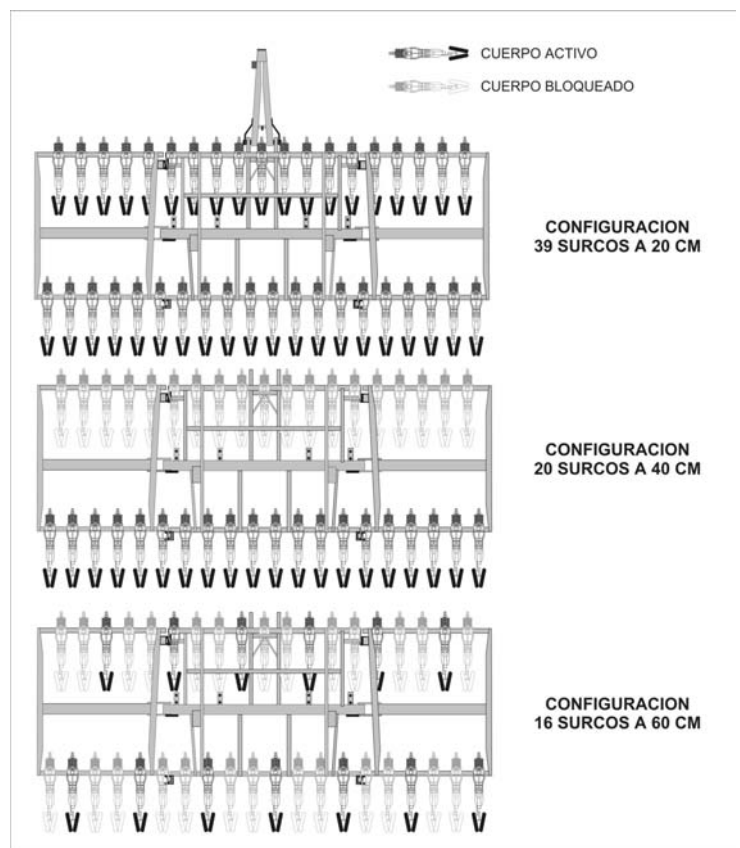 CUERPO ACTIVO
CUERPO BLOQUEADO
CONFIGURACION
39 SURCOS A 20 CM
CONFIGURACION
20 SURCOS A 40 CM
CONFIGURACION
16 SURCOS A 60 CM